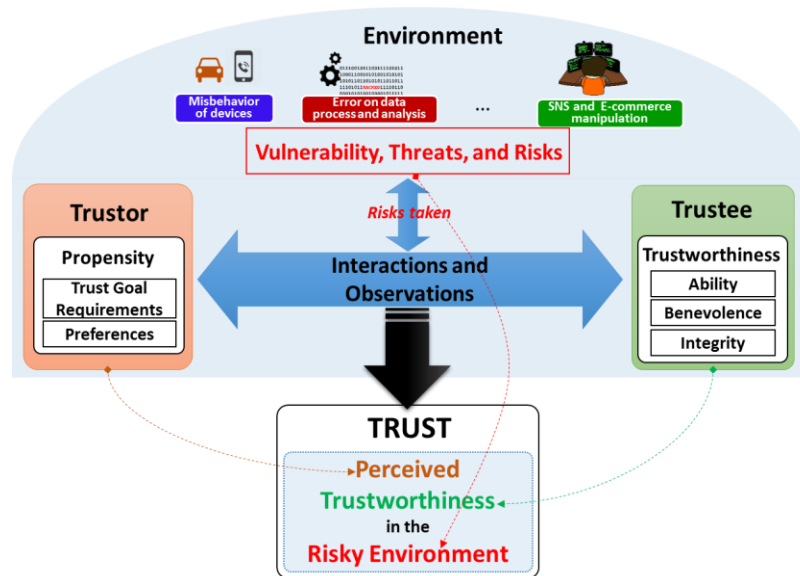 Environment
Misbehavior
of devices
Error on data
process and analysis
...
SNS and E-commerce
manipulation
Vulnerability, Threats, and Risks
Trustor
Propensity
Trust Goal
Requirements
Preferences
Risks taken
Interactions and
Observations
Trustee
Trustworthiness
Ability
Benevolence
Integrity
TRUST
Perceived
Trustworthiness
in the
Risky Environment